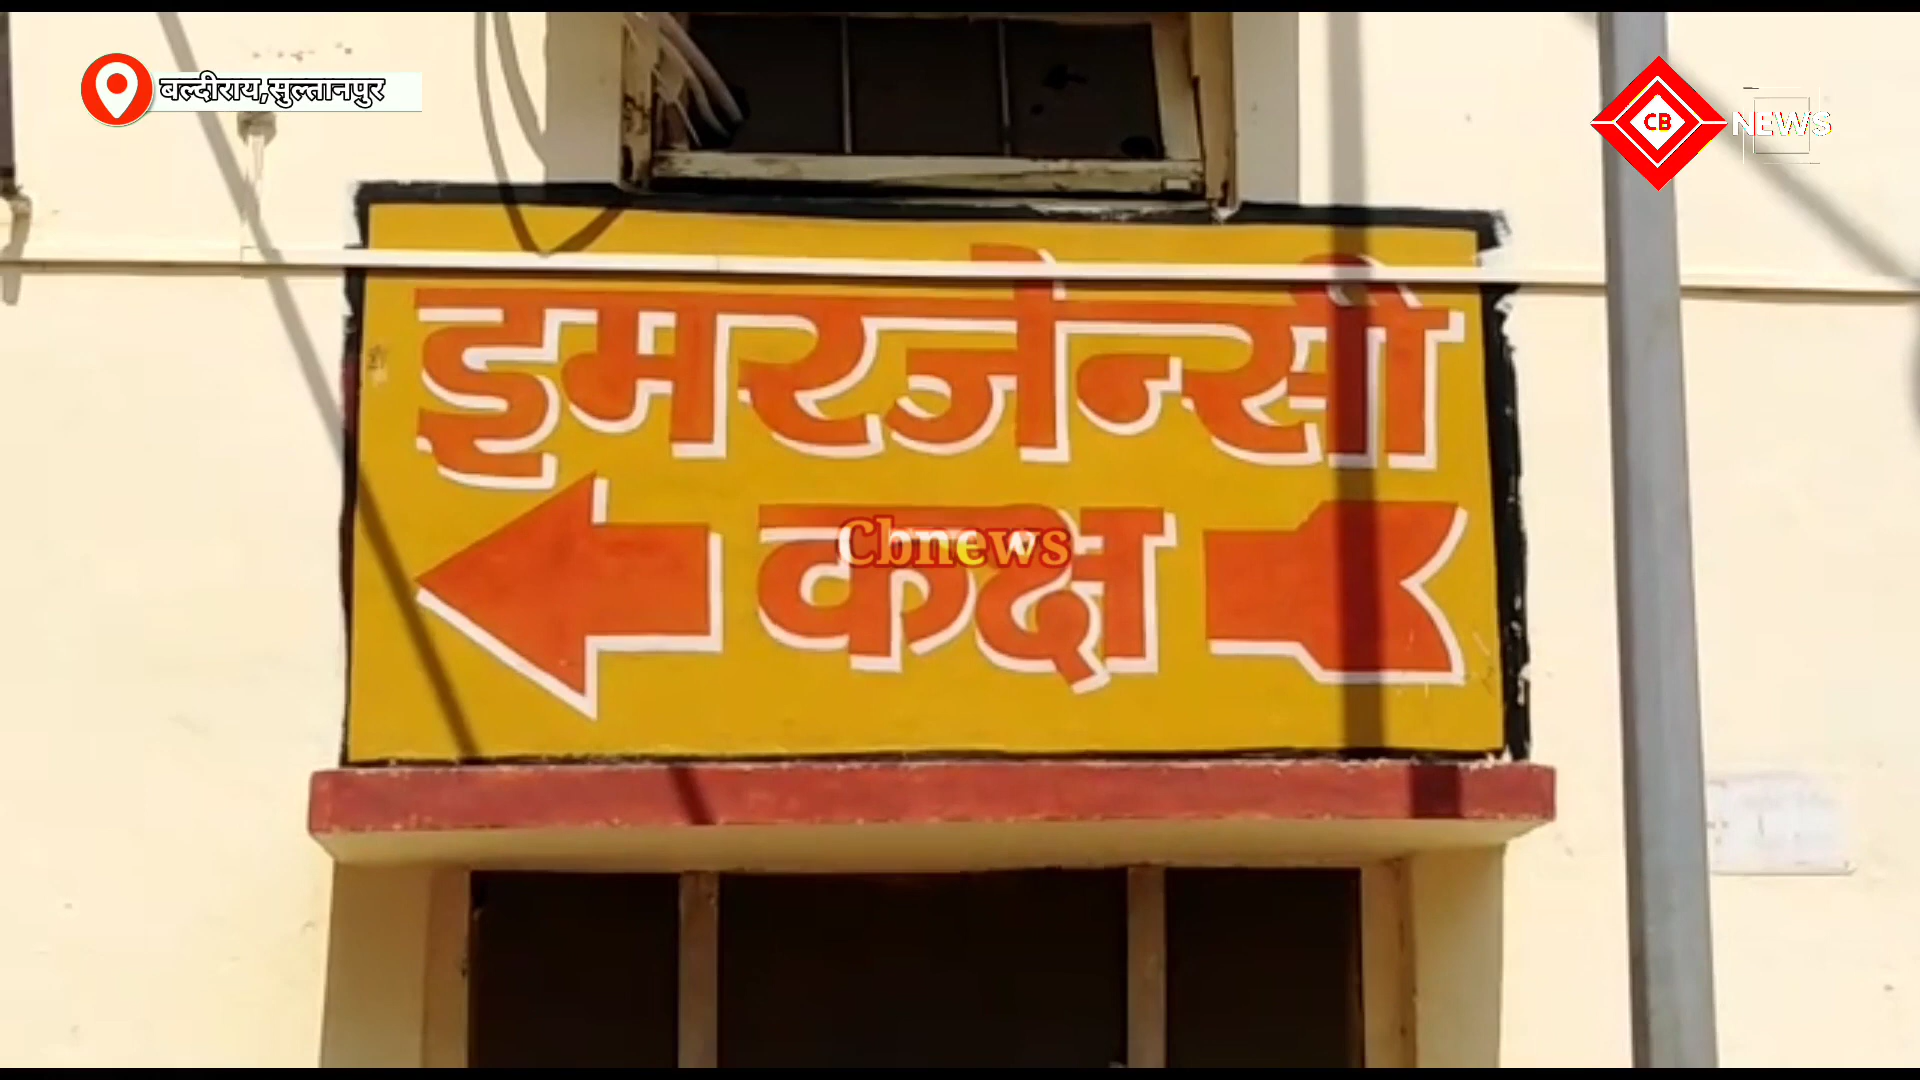 बल्दीराय,सुल्तानपुर
CB NEWS
इमरजेन्सी
कक्ष
Cbnews